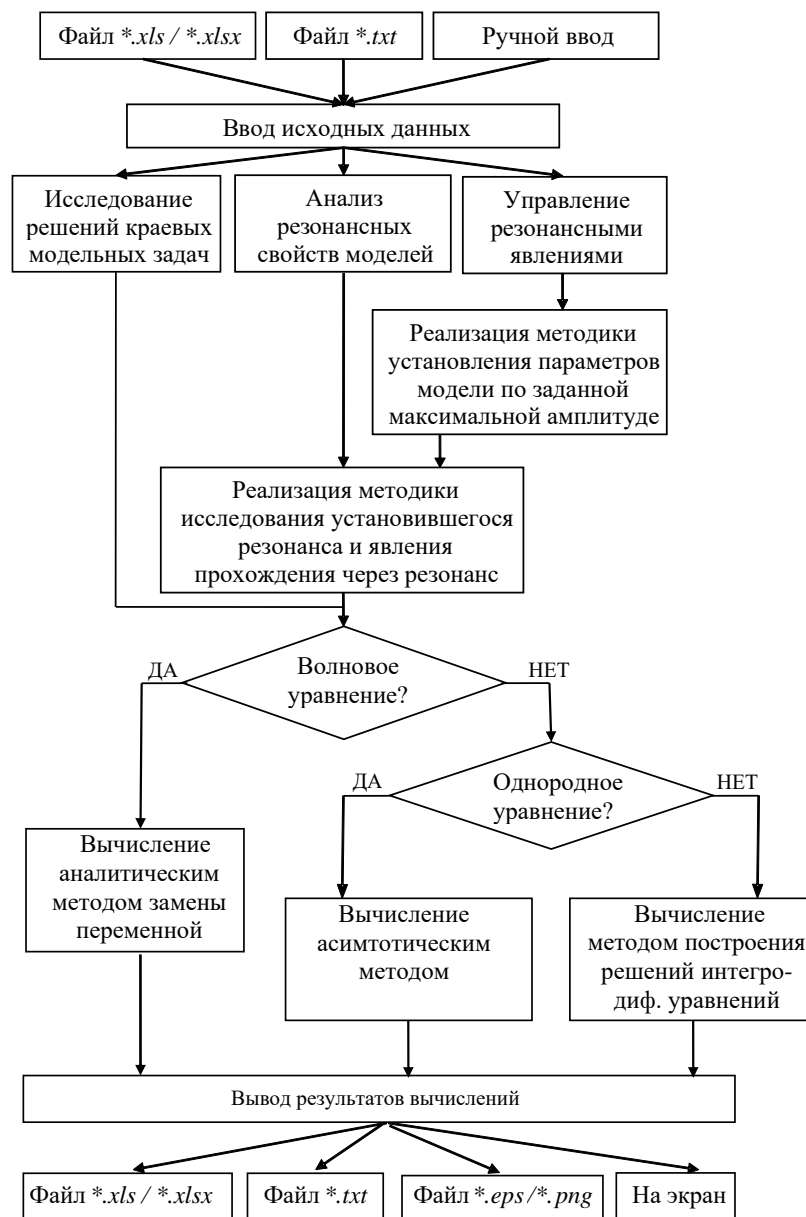 Файл *.xls / *.xlsx
Файл *.txt
Ручной ввод
Ввод исходных данных
Исследование
решений краевых
модельных задач
Анализ
резонансных
свойств моделей
Управление
резонансными
явлениями
Реализация методики
установления параметров
модели по заданной
максимальной амплитуде
Реализация методики
исследования установившегося
резонанса и явления
прохождения через резонанс
ДА
Волновое
уравнение?
НЕТ
ДА
Однородное
уравнение?
НЕТ
Вычисление
аналитическим
методом замены
переменной
Вычисление
асимтотическим
методом
Вычисление
методом построения
решений интегро-
диф. уравнений
Вывод результатов вычислений
Файл *.xls / *.xlsx
Файл *.txt
Файл *.eps /*.png
На экран